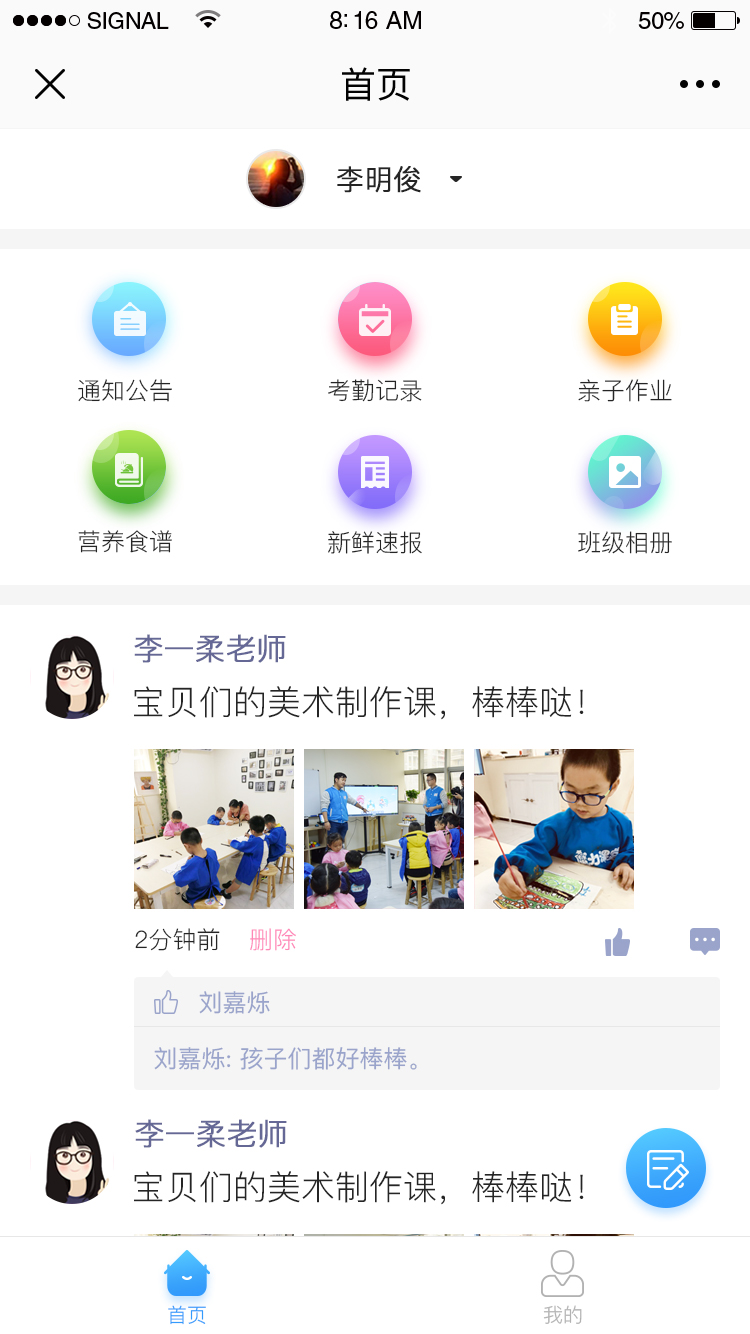 SIGNAL
8:16 AM
50%
首页
李明俊
通知公告
考勤记录
亲子作业
营养食谱
新鲜速报
班级相册
李一柔老师
宝贝们的美术制作课，棒棒哒！
2分钟前 删除
刘嘉烁
刘嘉烁: 孩子们都好棒棒。
李一柔老师
宝贝们的美术制作课，棒棒哒！
首页
我的